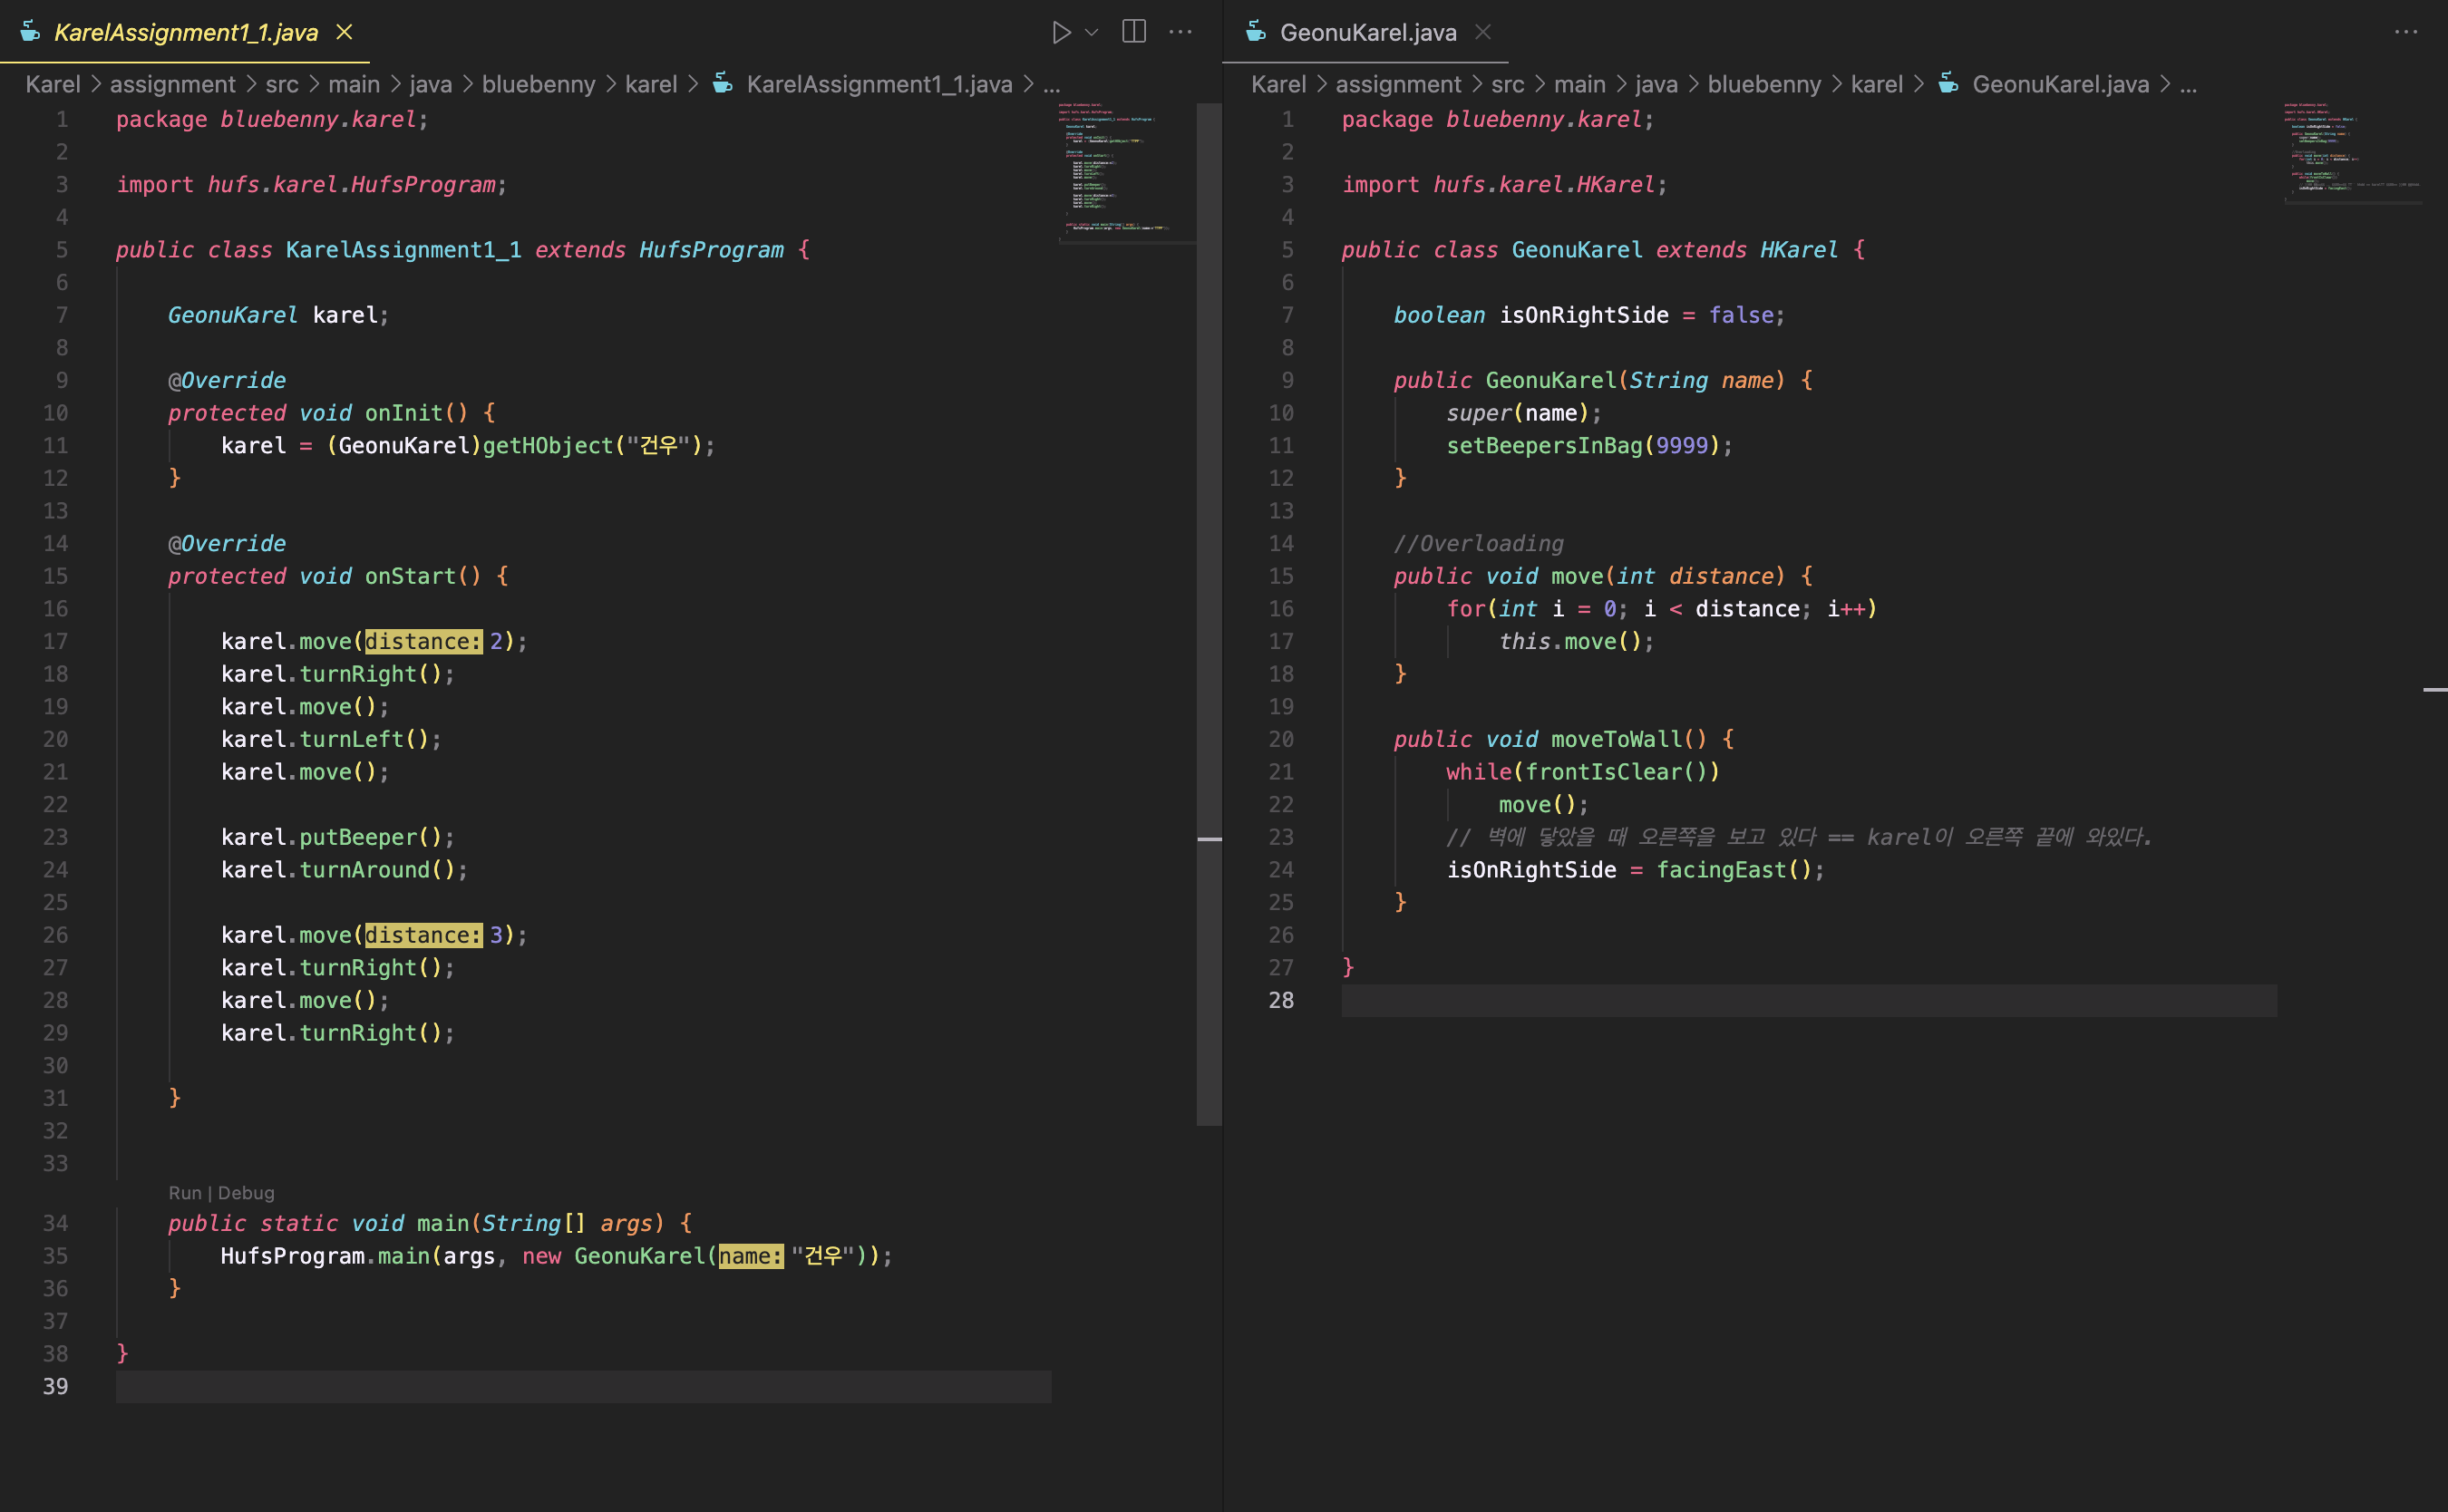 KarelAssignment1_1.java
Karel > assignment > src > main > java > bluebenny > karel > KarelAssignment1_1.java > ...
1 package bluebenny.karel;
2
3 import hufs.karel.HufsProgram;
4
5 public class KarelAssignment1_1 extends HufsProgram {
6
7 GeonuKarel karel;
8
9 @Override
10 protected void onInit() {
11 karel = (GeonuKarel)getHObject("건우");
12 }
13
14 @Override
15 protected void onStart() {
16
17 karel.move(distance: 2);
18 karel.turnRight();
19 karel.move();
20 karel.turnLeft();
21 karel.move();
22
23 karel.putBeeper();
24 karel.turnAround();
25
26 karel.move(distance: 3);
27 karel.turnRight();
28 karel.move();
29 karel.turnRight();
30
31 }
32
33
Run | Debug
34 public static void main(String[] args) {
35 HufsProgram.main(args, new GeonuKarel(name: "건우"));
36 }
37
38 }
39
GeonuKarel.java
Karel > assignment > src > main > java > bluebenny > karel > GeonuKarel.java > ...
1 package bluebenny.karel;
2
3 import hufs.karel.HKarel;
4
5 public class GeonuKarel extends HKarel {
6
7 boolean isOnRightSide = false;
8
9 public GeonuKarel(String name) {
10 super(name);
11 setBeepersInBag(9999);
12 }
13
14 //Overloading
15 public void move(int distance) {
16 for(int i = 0; i < distance; i++)
17 this.move();
18 }
19
20 public void moveToWall() {
21 while(frontIsClear())
22 move();
23 // 벽에 닿았을 때 오른쪽을 보고 있다 == karel이 오른쪽 끝에 와있다.
24 isOnRightSide = facingEast();
25 }
26
27 }
28